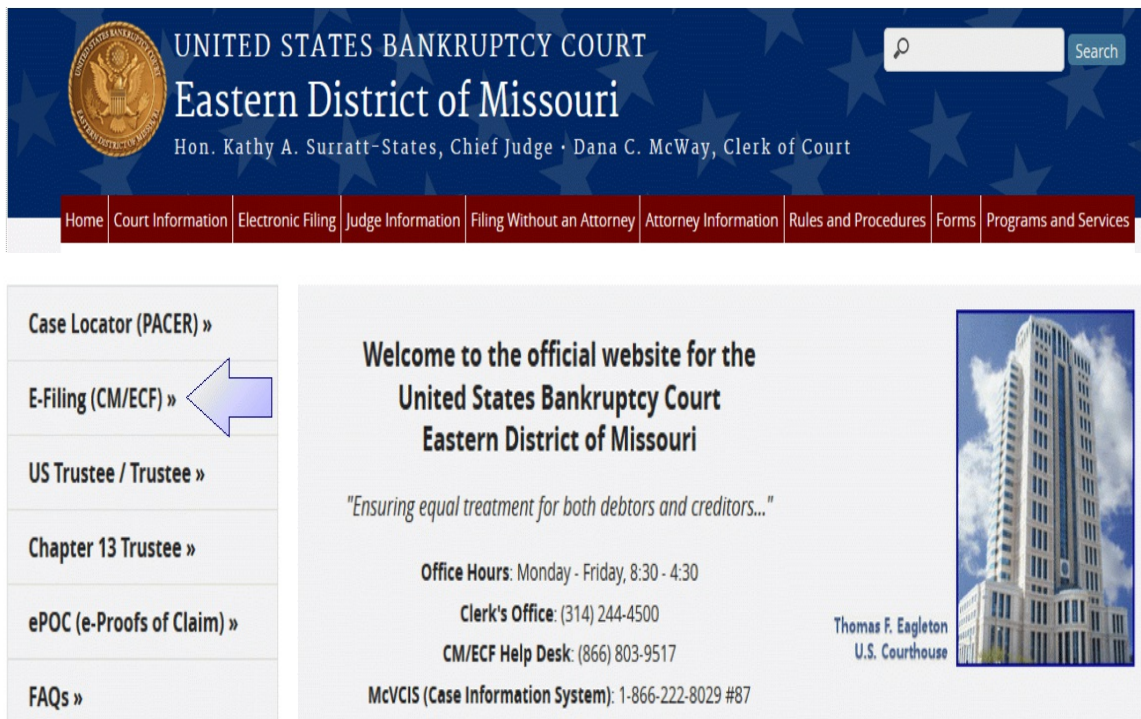 UNITED STATES BANKRUPTCY COURT
Eastern District of Missouri
Hon. Kathy A. Surratt-States, Chief Judge · Dana C. McWay, Clerk of Court
Search
Home
Court Information
Electronic Filing
Judge Information
Filing Without an Attorney
Attorney Information
Rules and Procedures
Forms
Programs and Services
Case Locator (PACER) »
E-Filing (CM/ECF) »
US Trustee / Trustee »
Chapter 13 Trustee »
ePOC (e-Proofs of Claim) »
FAQs »
Welcome to the official website for the
United States Bankruptcy Court
Eastern District of Missouri
"Ensuring equal treatment for both debtors and creditors..."
Office Hours: Monday - Friday, 8:30 - 4:30
Clerk's Office: (314) 244-4500
CM/ECF Help Desk: (866) 803-9517
McVCIS (Case Information System): 1-866-222-8029 #87
Thomas F. Eagleton
U.S. Courthouse